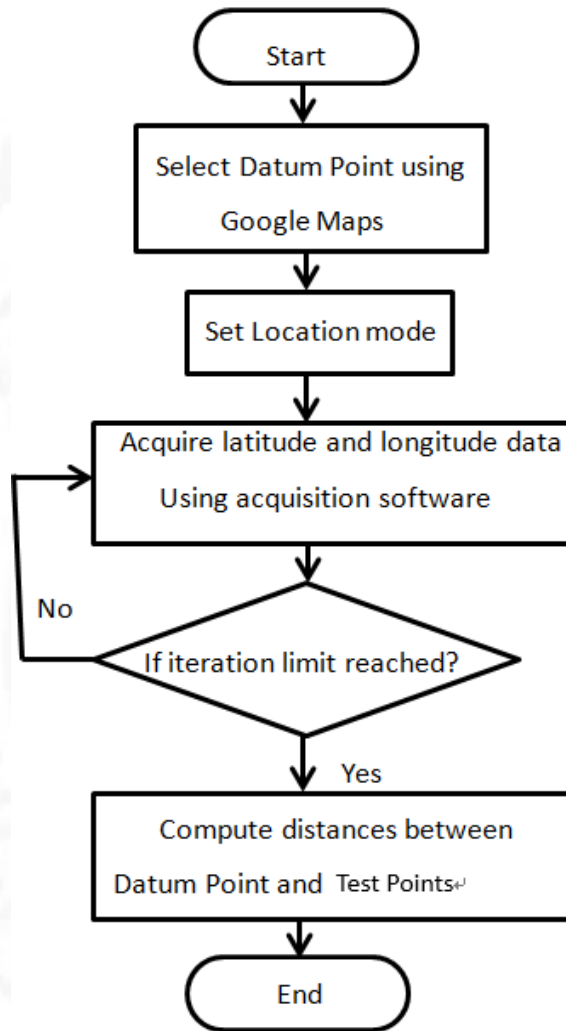 Start
Select Datum Point using
Google Maps
Set Location mode
Acquire latitude and longitude data
Using acquisition software
No
If iteration limit reached?
Yes
Compute distances between
Datum Point and Test Points↵
End